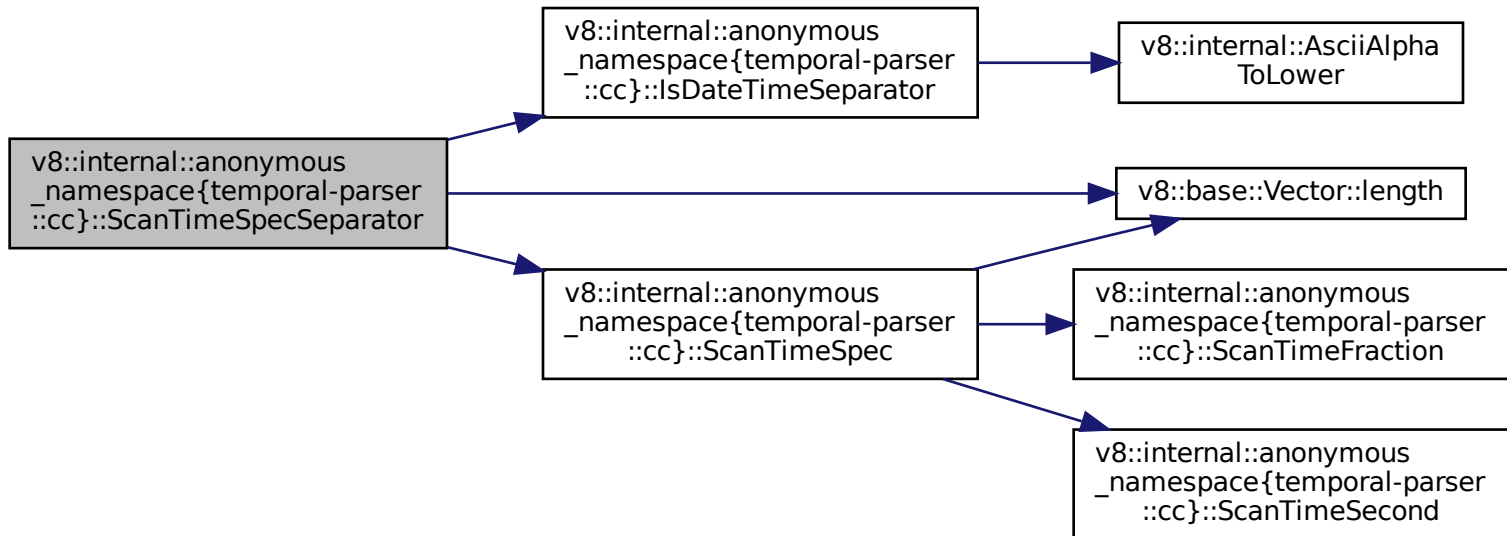 v8::internal::anonymous
_namespace{temporal-parser
::cc}::ScanTimeSpecSeparator
v8::internal::anonymous
_namespace{temporal-parser
::cc}::IsDateTimeSeparator
v8::internal::AsciiAlpha
ToLower
v8::base::Vector::length
v8::internal::anonymous
_namespace{temporal-parser
::cc}::ScanTimeSpec
v8::internal::anonymous
_namespace{temporal-parser
::cc}::ScanTimeFraction
v8::internal::anonymous
_namespace{temporal-parser
::cc}::ScanTimeSecond